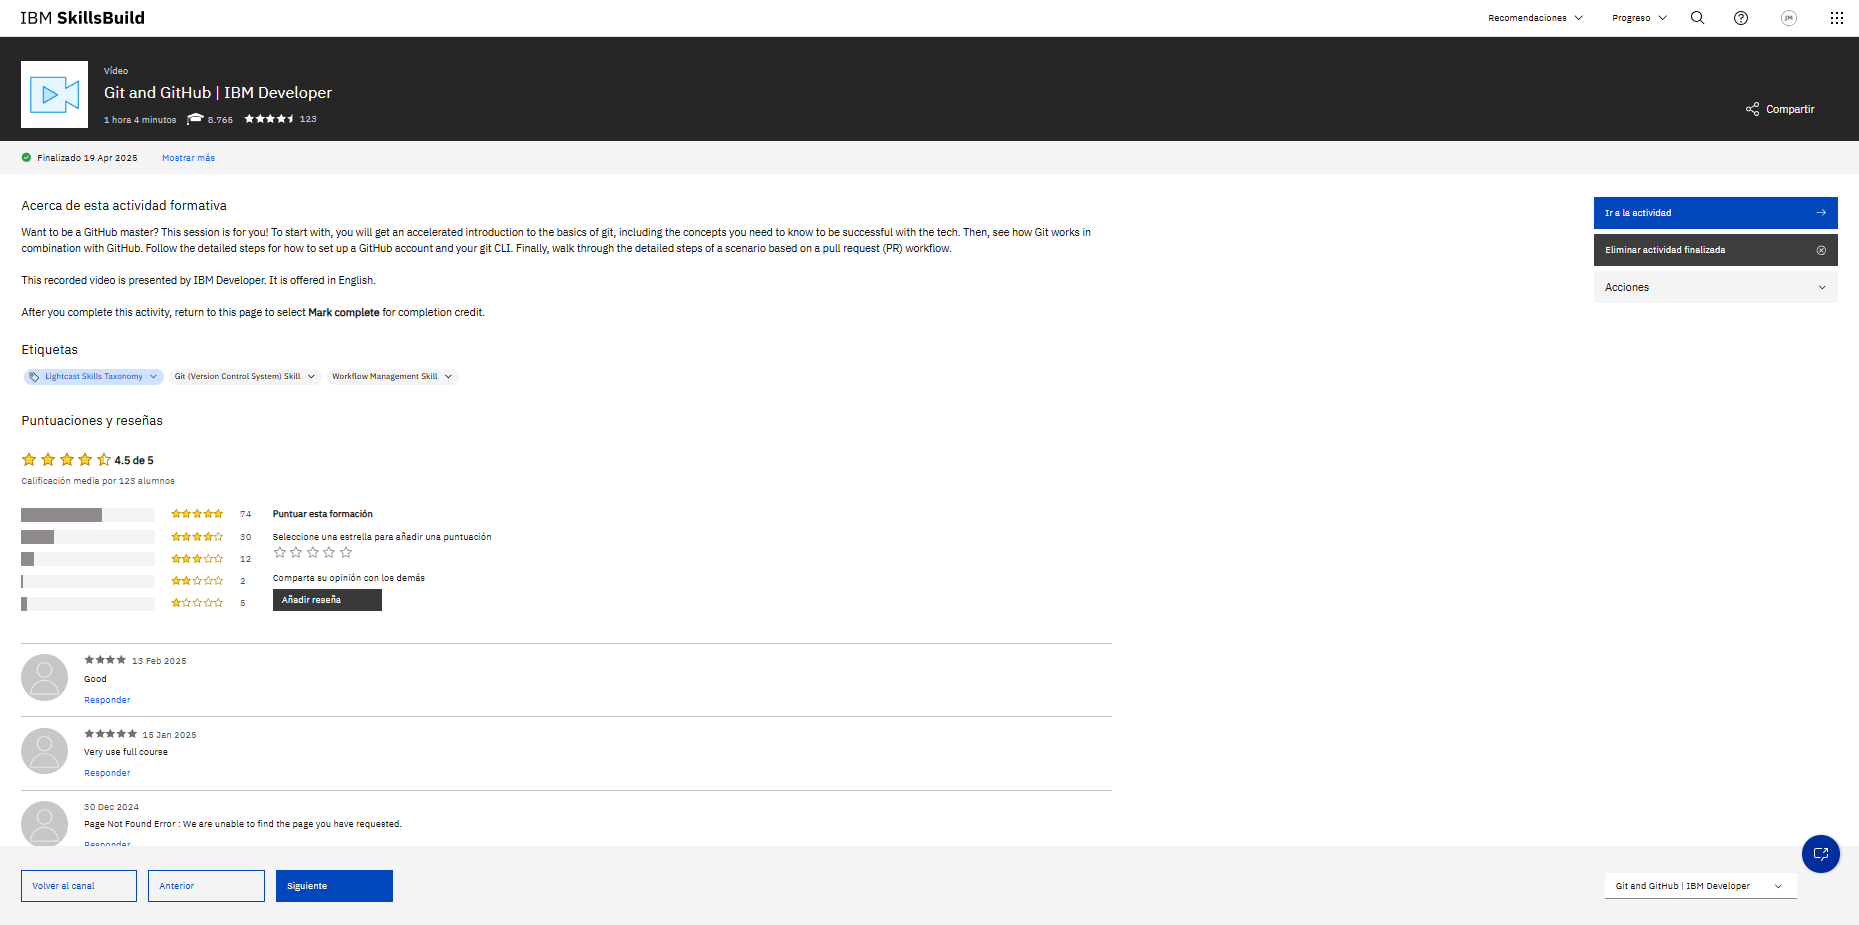 IBM SkillsBuild
Recomendaciones
Progreso
JM
Vídeo
Git and GitHub | IBM Developer
1 hora 4 minutos 8.765 123
Compartir
Finalizado 19 Apr 2025 Mostrar más
Acerca de esta actividad formativa
Want to be a GitHub master? This session is for you! To start with, you will get an accelerated introduction to the basics of git, including the concepts you need to know to be successful with the tech. Then, see how Git works in
combination with GitHub. Follow the detailed steps for how to set up a GitHub account and your git CLI. Finally, walk through the detailed steps of a scenario based on a pull request (PR) workflow.
This recorded video is presented by IBM Developer. It is offered in English.
After you complete this activity, return to this page to select Mark complete for completion credit.
Ir a la actividad
Eliminar actividad finalizada
Acciones
Etiquetas
Lightcast Skills Taxonomy
Git (Version Control System) Skill
Workflow Management Skill
Puntuaciones y reseñas
4.5 de 5
Calificación media por 123 alumnos
74
30
12
2
5
Puntuar esta formación
Seleccione una estrella para añadir una puntuación
Comparta su opinión con los demás
Añadir reseña
13 Feb 2025
Good
Responder
15 Jan 2025
Very use full course
Responder
30 Dec 2024
Page Not Found Error : We are unable to find the page you have requested.
Responder
Volver al canal
Anterior
Siguiente
Git and GitHub | IBM Developer